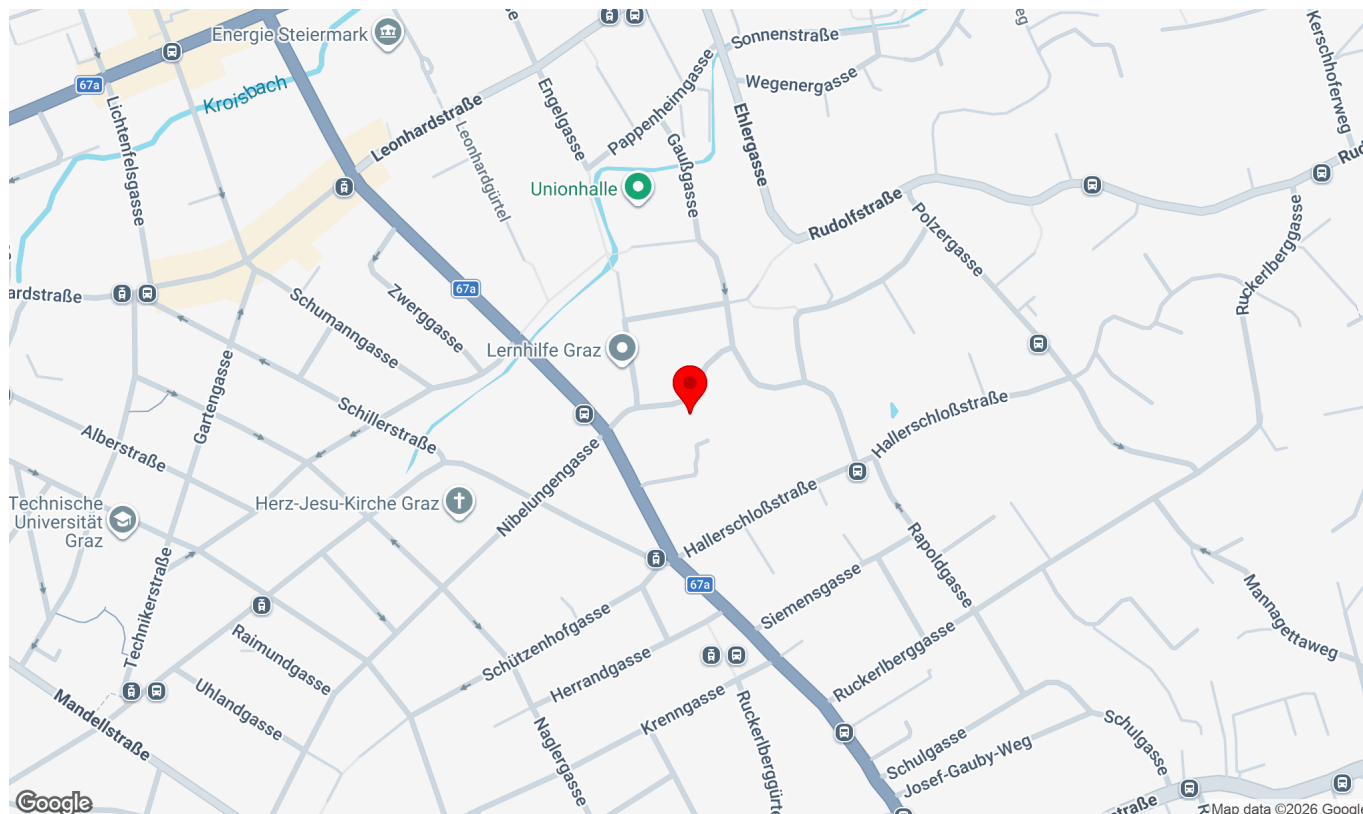 Energie Steiermark
67a
Kroisbach
Lichtenfelsgasse
Leonhardstraße
Leonhardgürtel
Engelgasse
Pappenheimgasse
Gaußgasse
Sonnenstraße
Wegenergasse
Ehlergasse
Kerschhoferweg
Unionhalle
Rudolfstraße
Polzergasse
Ruckerlberggasse
ardstraße
67a
Schumanngasse
Zwerggasse
Lernhilfe Graz
Gartengasse
Schillerstraße
Alberstraße
Hallerschloßstraße
Technische
Universität
Graz
Herz-Jesu-Kirche Graz
Nibelungengasse
Hallerschloßstraße
Rapoldgasse
67a
Technikerstraße
Siemensgasse
Mannagettaweg
Schützenhofgasse
Raimundgasse
Herrandgasse
Ruckerlberggasse
Uhlandgasse
Krenngasse
Mandellstraße
Naglergasse
Ruckerlberggürte
Schulgasse
Schulgasse
Josef-Gauby-Weg
straße
Google
Map data ©2026 Google